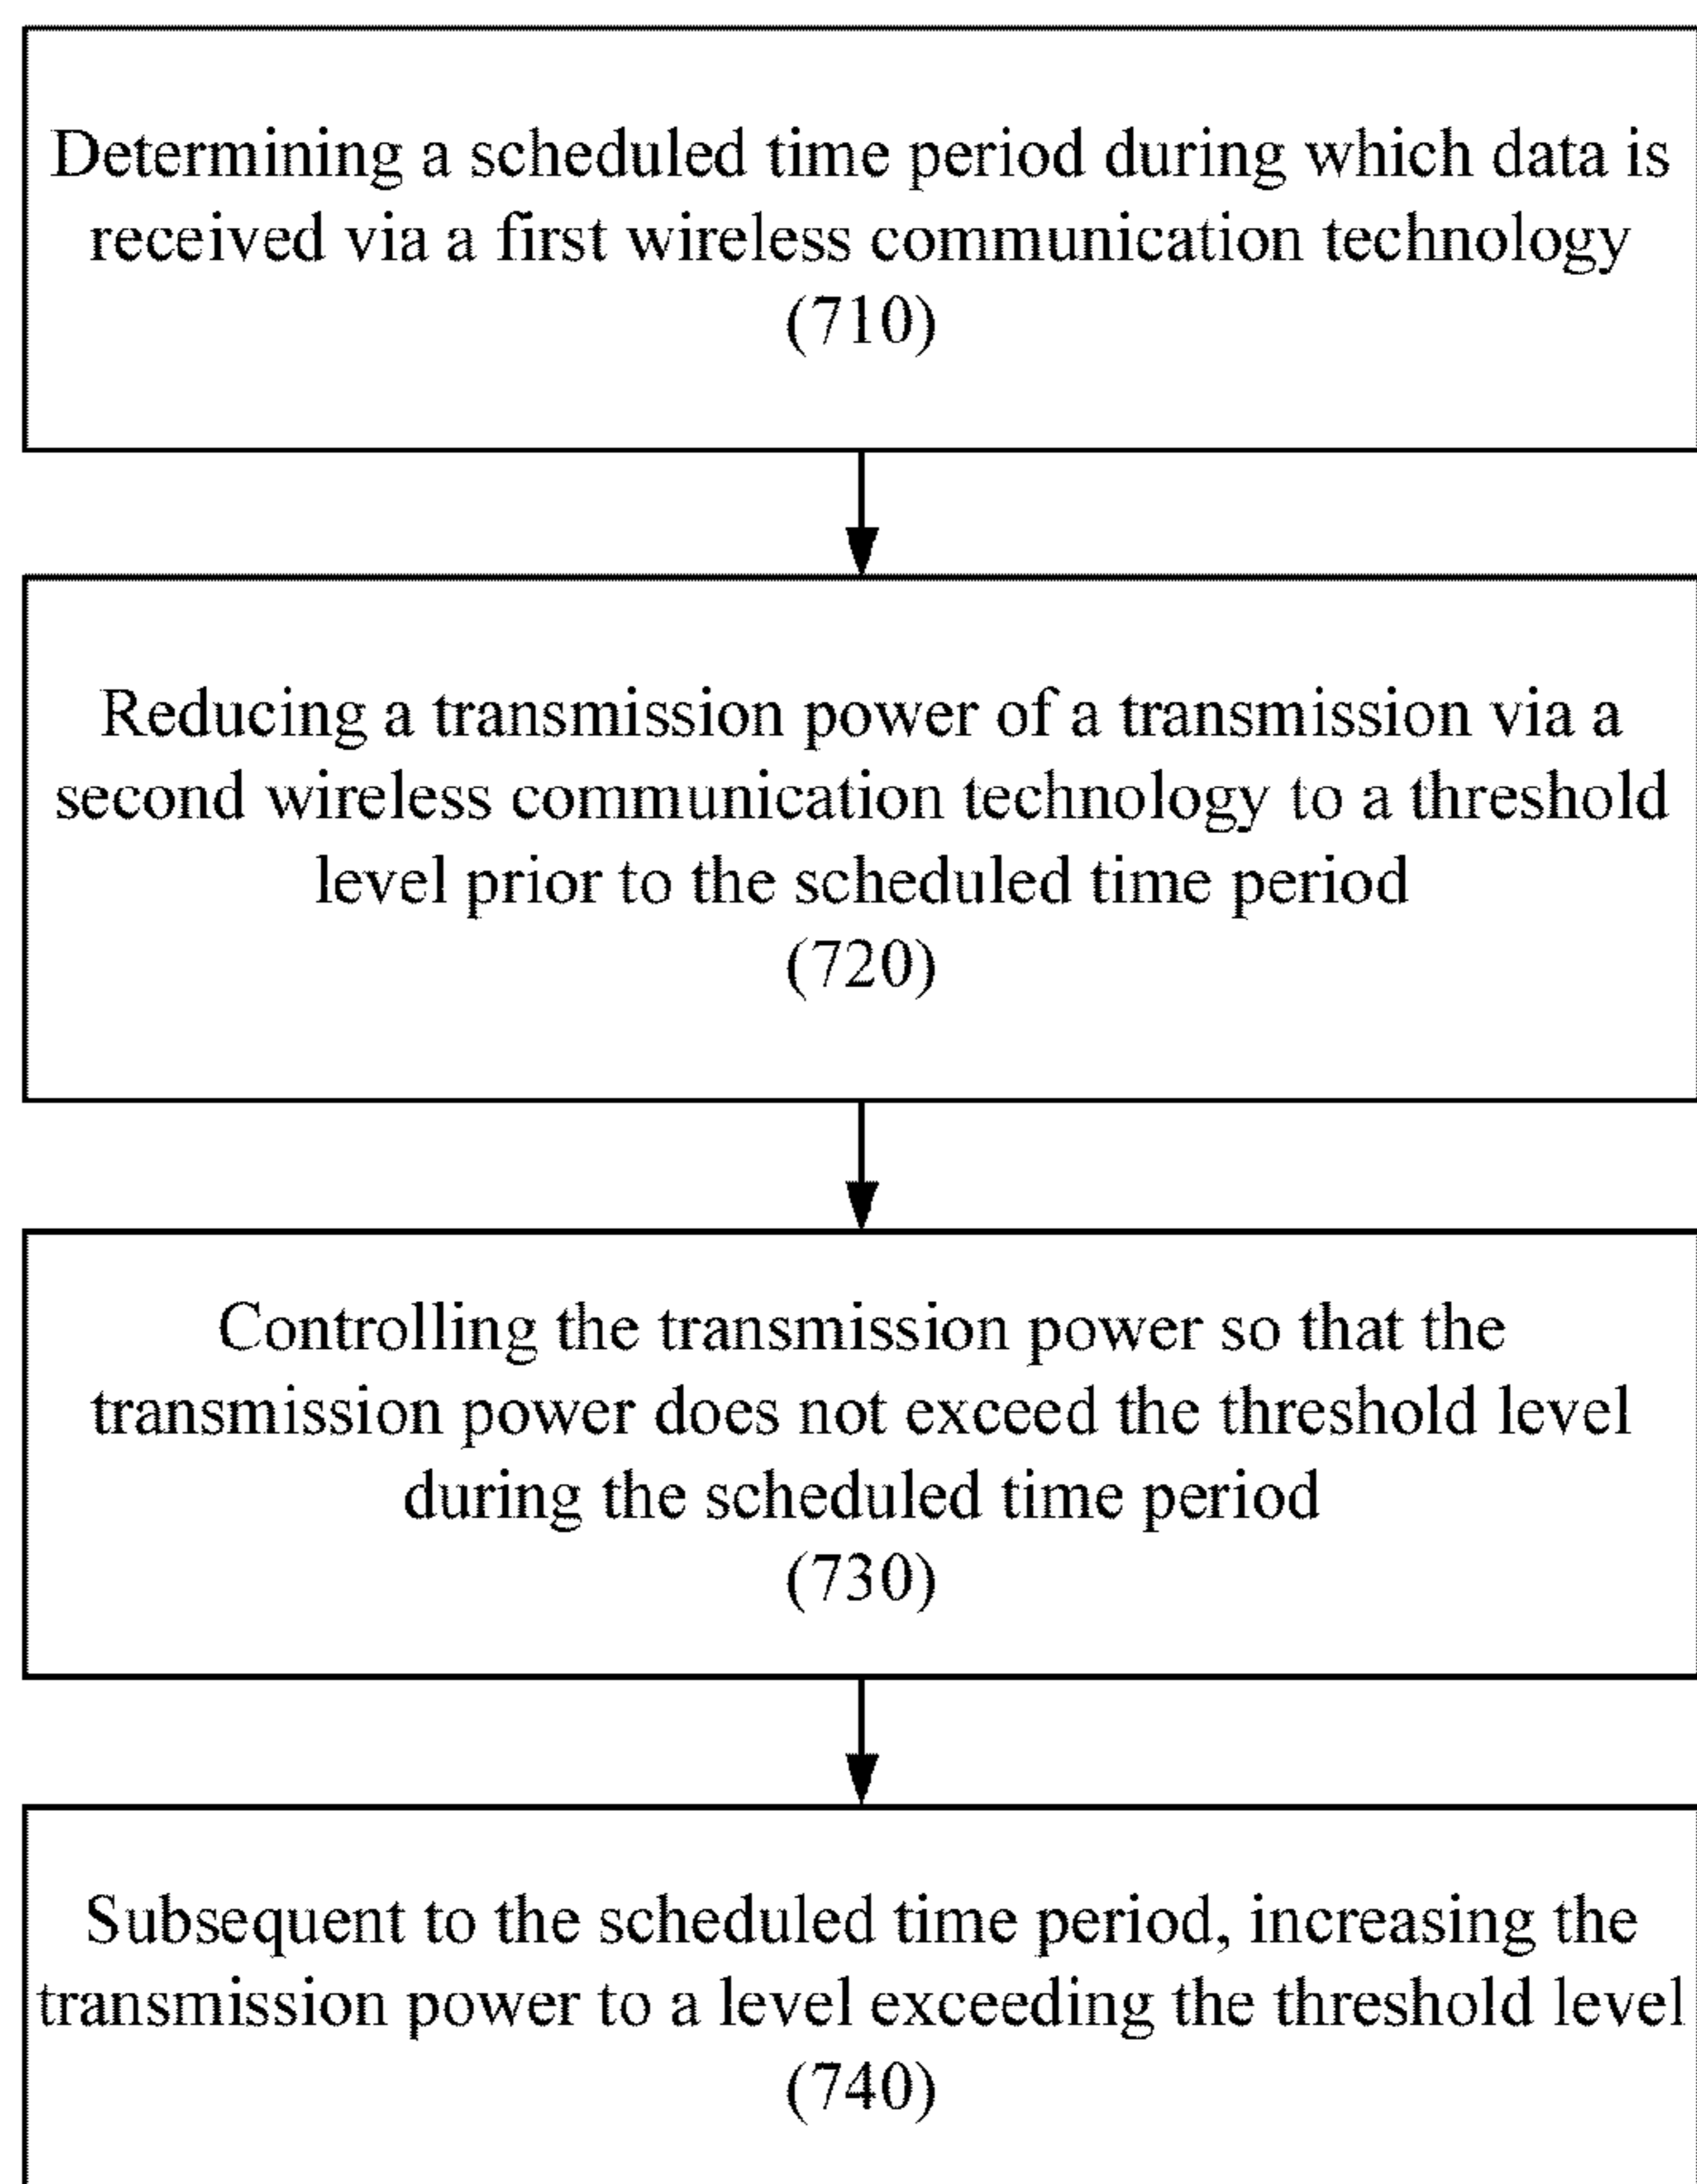 Determining a scheduled time period during which data is
received via a first wireless communication technology
(710)
Reducing a transmission power of a transmission via a
second wireless communication technology to a threshold
level prior to the scheduled time period
(720)
Controlling the transmission power so that the
transmission power does not exceed the threshold level
during the scheduled time period
(730)
Subsequent to the scheduled time period, increasing the
transmission power to a level exceeding the threshold level
(740)